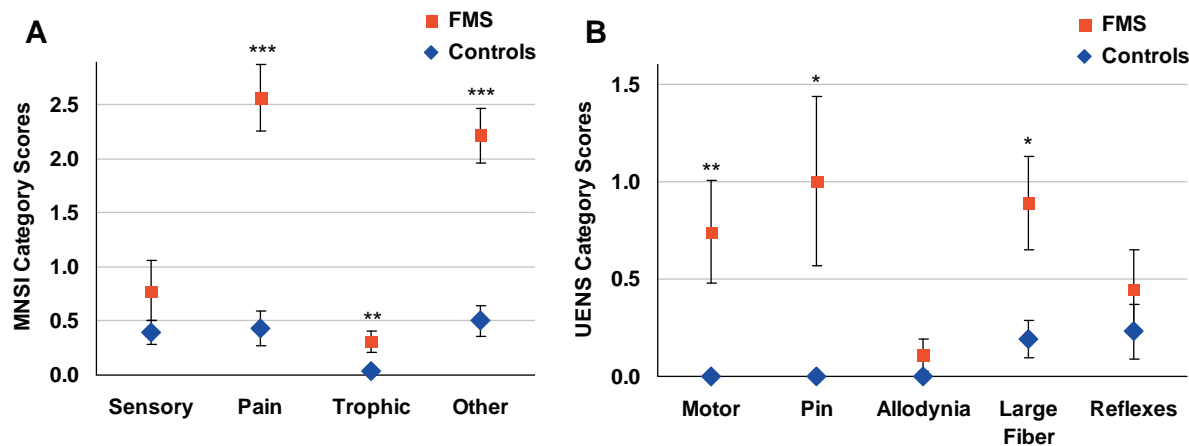 A
FMS
Controls
***
***
**
MNSI Category Scores
2.5
2.0
1.5
1.0
0.5
0.0
Sensory
Pain
Trophic
Other
B
FMS
Controls
*
**
*
UENS Category Scores
1.5
1.0
0.5
0.0
Motor
Pin
Allodynia
Large
Fiber
Reflexes